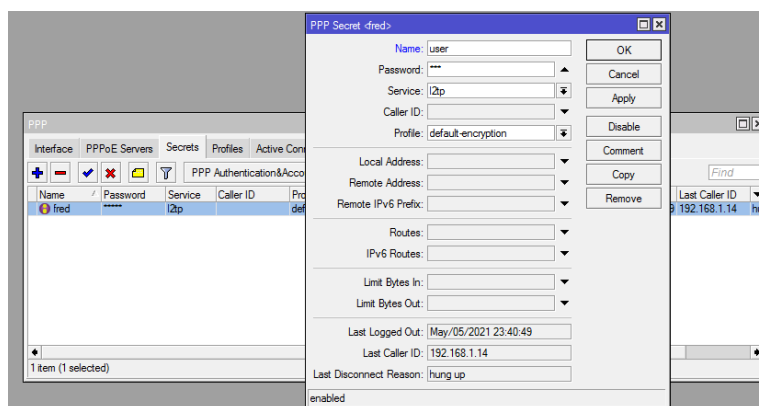 PPP Secret <fred>
Name: user
Password: ***
Service: l2tp
Caller ID:
Profile: default-encryption
Local Address:
Remote Address:
Remote IPv6 Prefix:
Routes:
IPv6 Routes:
Limit Bytes In:
Limit Bytes Out:
Last Logged Out: May/05/2021 23:40:49
Last Caller ID: 192.168.1.14
Last Disconnect Reason: hung up
enabled
OK
Cancel
Apply
Disable
Comment
Copy
Remove
PPP
Interface PPPoE Servers Secrets Profiles Active Conn
PPP Authentication&Acco
Find
Name / Password Service Caller ID Pro Last Caller ID
fred ***** l2tp def 9 192.168.1.14 hu
1 item (1 selected)